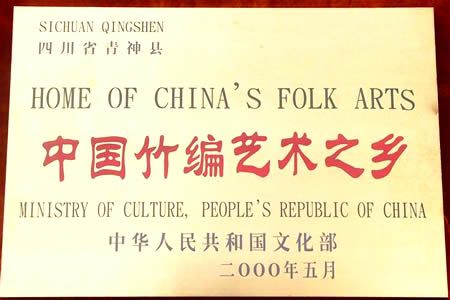 SICHUAN QINGSHEN
四川省青神县
HOME OF CHINA'S FOLK ARTS
中国竹编艺术之乡
MINISTRY OF CULTURE, PEOPLE'S REPUBLIC OF CHINA
中华人民共和国文化部
二000年五月